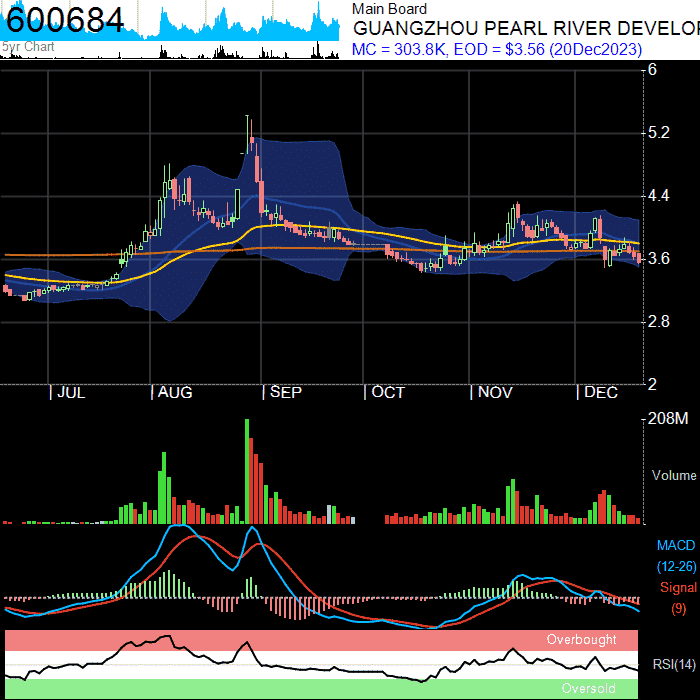 600684
5yr Chart
Main Board
GUANGZHOU PEARL RIVER DEVELO
MC = 303.8K, EOD = $3.56 (20Dec2023)
6
5.2
4.4
3.6
2.8
2
| JUL | AUG | SEP | OCT | NOV | DEC
208M
Volume
MACD
(12-26)
Signal
(9)
Overbought
RSI(14)
Oversold